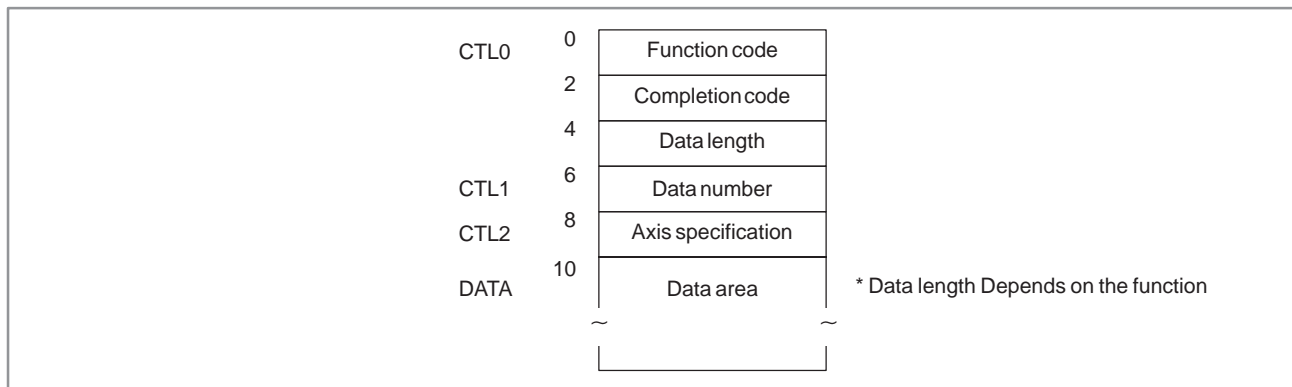 0
CTL0 Function code
2
Completion code
4
Data length
6
CTL1 Data number
8
CTL2 Axis specification
10
DATA Data area * Data length Depends on the function